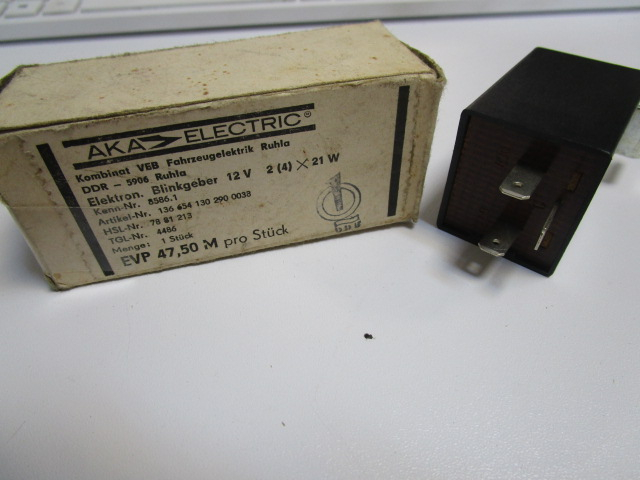 AKA ELECTRIC®
Kombinat VEB Fahrzeugelektrik Ruhla
DDR - 5906 Ruhla
Elektron. Blinkgeber 12 V 2 (4) × 21 W
Kenn-Nr. 8586.1
Artikel-Nr. 136 654 130 290 0038
HSL-Nr. 78 81 213
TGL-Nr. 4486
Menge: 1 Stück
EVP 47,50 M pro Stück